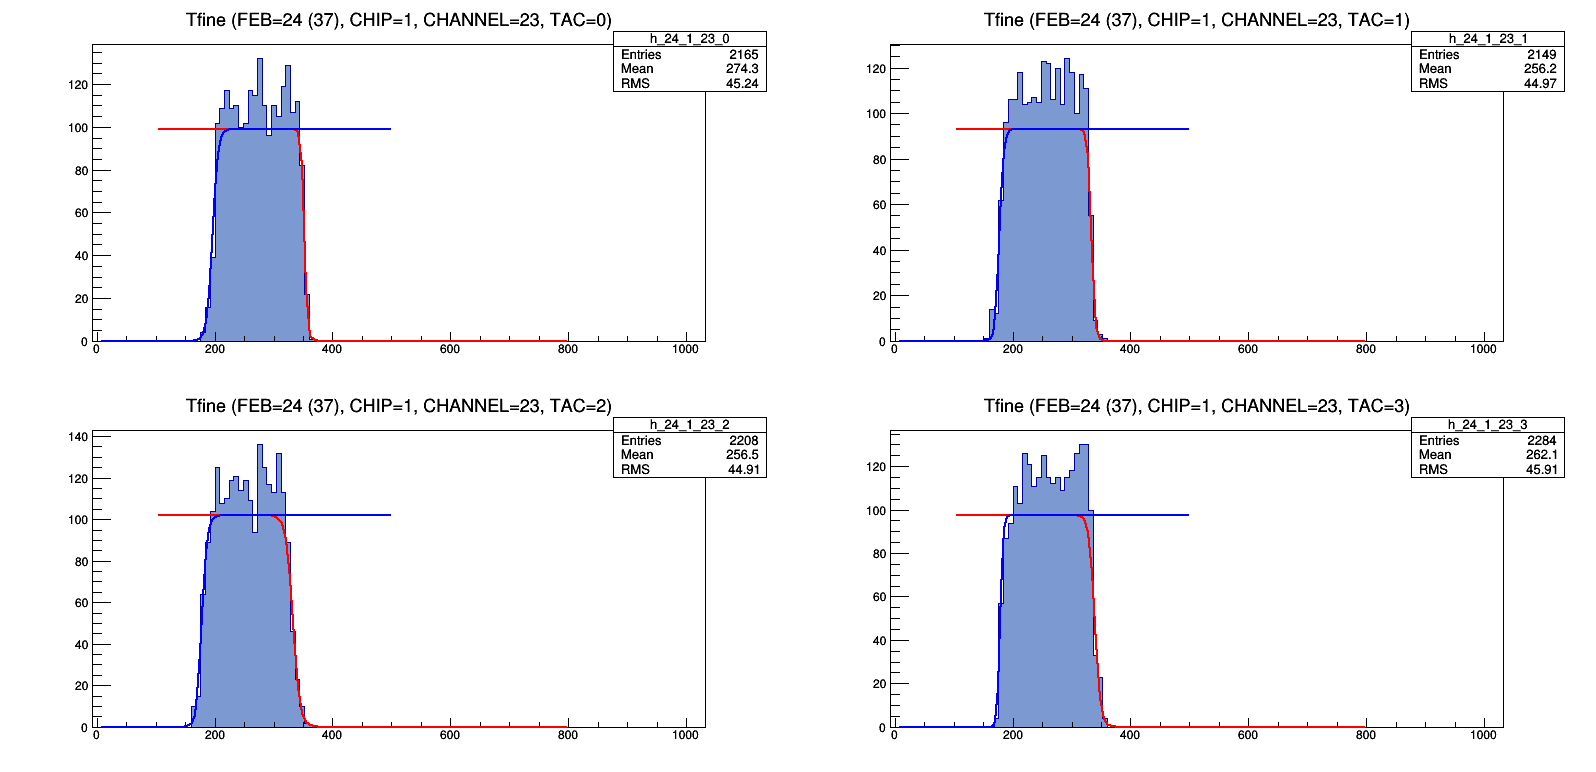 Tfine (FEB=24 (37), CHIP=1, CHANNEL=23, TAC=0)
h_24_1_23_0
Entries 2165
Mean 274.3
RMS 45.24
120
100
80
60
40
20
0
0 200 400 600 800 1000
Tfine (FEB=24 (37), CHIP=1, CHANNEL=23, TAC=1)
h_24_1_23_1
Entries 2149
Mean 256.2
RMS 44.97
120
100
80
60
40
20
0
0 200 400 600 800 1000
Tfine (FEB=24 (37), CHIP=1, CHANNEL=23, TAC=2)
h_24_1_23_2
Entries 2208
Mean 256.5
RMS 44.91
140
120
100
80
60
40
20
0
0 200 400 600 800 1000
Tfine (FEB=24 (37), CHIP=1, CHANNEL=23, TAC=3)
h_24_1_23_3
Entries 2284
Mean 262.1
RMS 45.91
120
100
80
60
40
20
0
0 200 400 600 800 1000